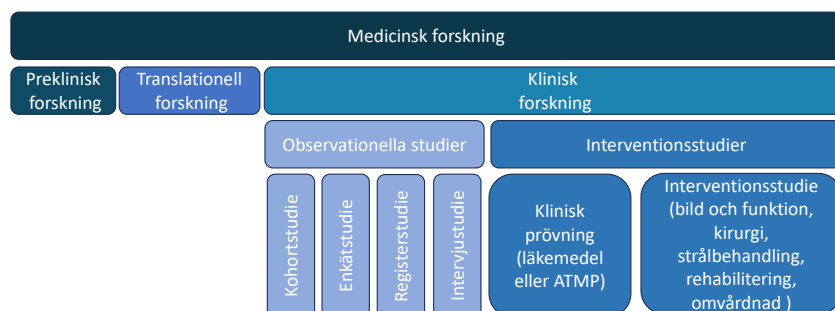 Medicinsk forskning
Preklinisk
forskning
Translationell
forskning
Klinisk
forskning
Observationella studier
Interventionsstudier
Kohortstudie
Enkätstudie
Registerstudie
Intervjustudie
Klinisk
prövning
(läkemedel
eller ATMP)
Interventionsstudie
(bild och funktion,
kirurgi,
strålbehandling,
rehabilitering,
omvårdnad )